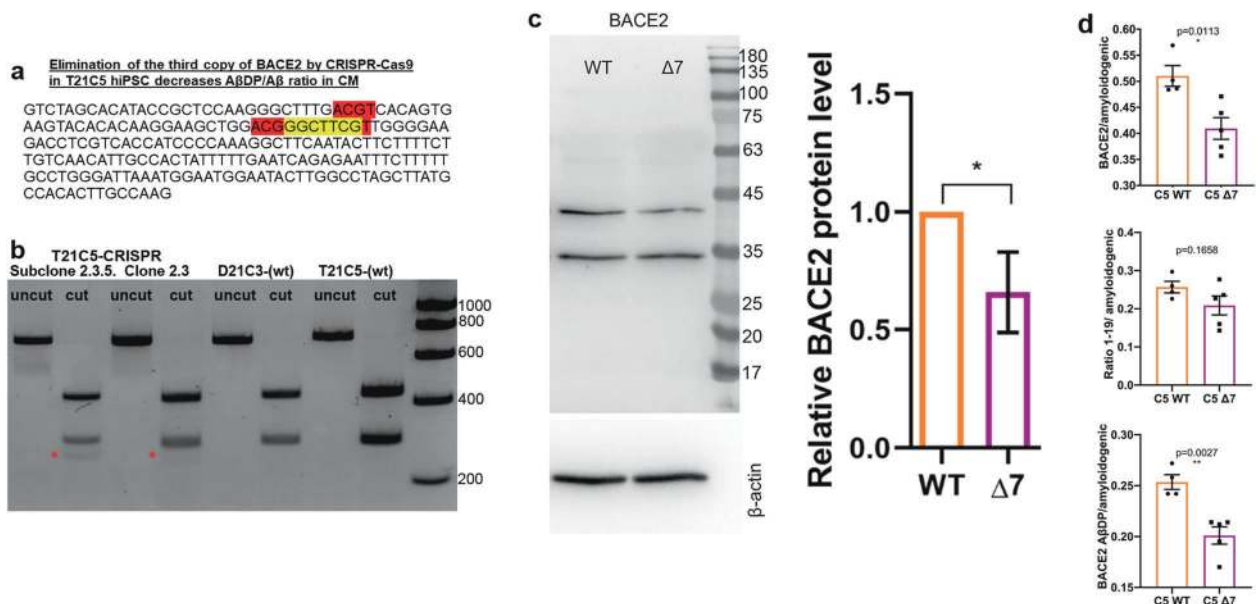 a Elimination of the third copy of BACE2 by CRISPR-Cas9
in T21C5 hiPSC decreases AβDP/Aβ ratio in CM
GTCTAGCACATACCGCTCCAAGGGCTTTGACGTCACAGTG
AAGTACACACAAGGAAGCTGGACGGGCTTCGTTGGGGAA
GACCTCGTCACCATCCCCAAAGGCTTCAATACTTCTTTTCT
TGTCAACATTGCCACTATTTTTGAATCAGAGAATTTCTTTTT
GCCTGGGATTAAATGGAATGGAATACTTGGCCTAGCTTATG
CCACACTTGCCAAG
b
T21C5-CRISPR
Subclone 2.3.5. Clone 2.3 D21C3-(wt) T21C5-(wt)
uncut cut uncut cut uncut cut uncut cut
1000
800
600
400
200
* *
c
BACE2
WT Δ7
180
135
100
75
63
45
35
25
20
17
β-actin
Relative BACE2 protein level
1.5
1.0
0.5
0.0
*
WT Δ7
d
BACE2/amyloidogenic
p=0.0113
*
0.60
0.55
0.50
0.45
0.40
0.35
0.30
C5 WT C5 Δ7
Ratio 1-19/ amyloidogenic
p=0.1658
0.4
0.3
0.2
0.1
0.0
C5 WT C5 Δ7
BACE2 AβDP/amyloidogenic
p=0.0027
**
0.30
0.25
0.20
0.15
C5 WT C5 Δ7